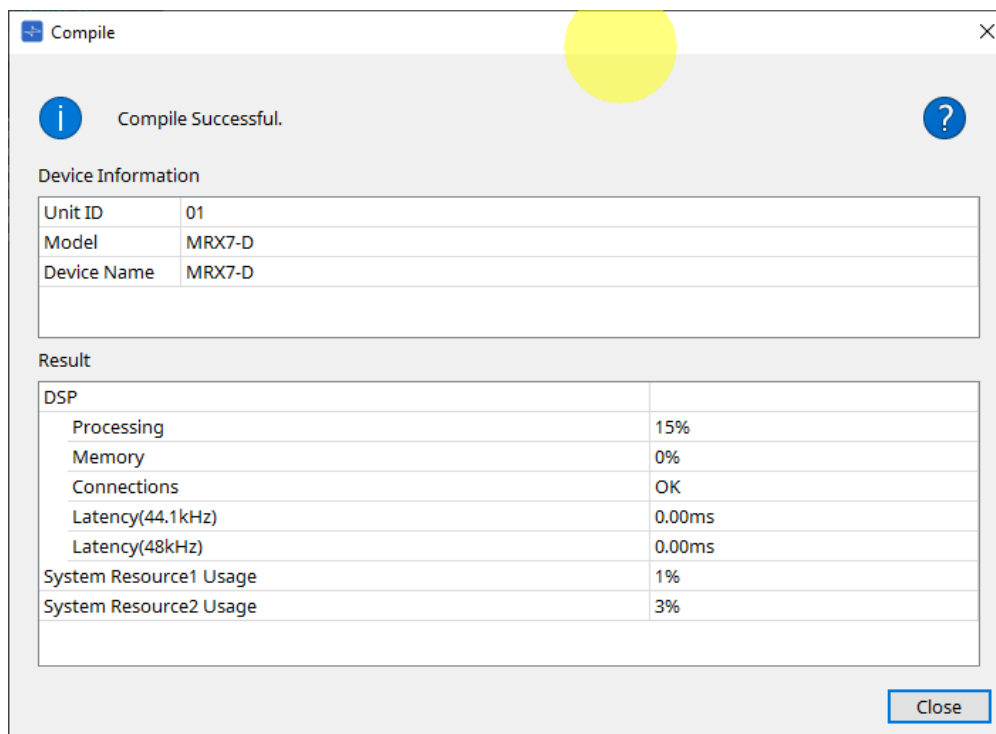 Compile
Compile Successful.
Device Information
Unit ID 01
Model MRX7-D
Device Name MRX7-D
Result
DSP
Processing 15%
Memory 0%
Connections OK
Latency(44.1kHz) 0.00ms
Latency(48kHz) 0.00ms
System Resource1 Usage 1%
System Resource2 Usage 3%
Close